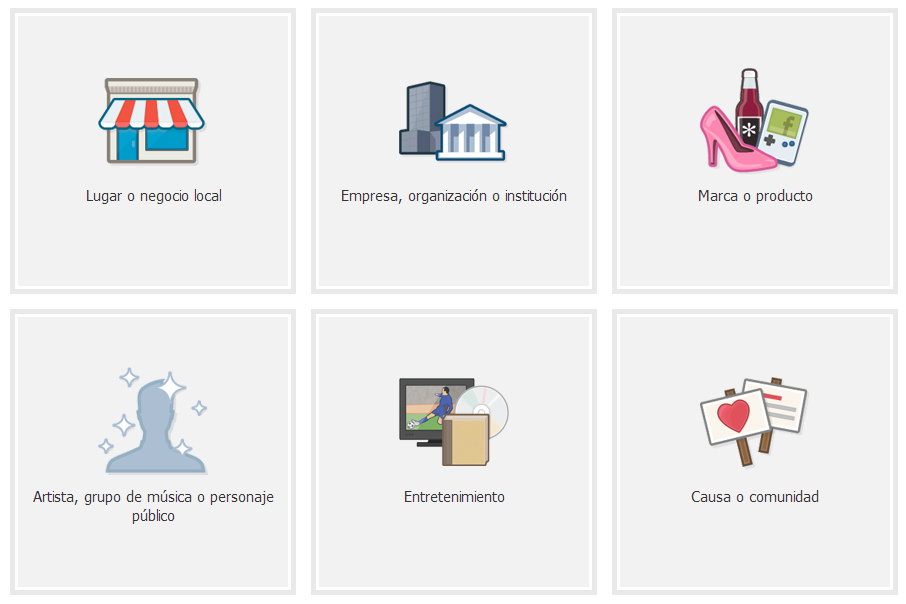 Lugar o negocio local
Empresa, organización o institución
Marca o producto
Artista, grupo de música o personaje
público
Entretenimiento
Causa o comunidad